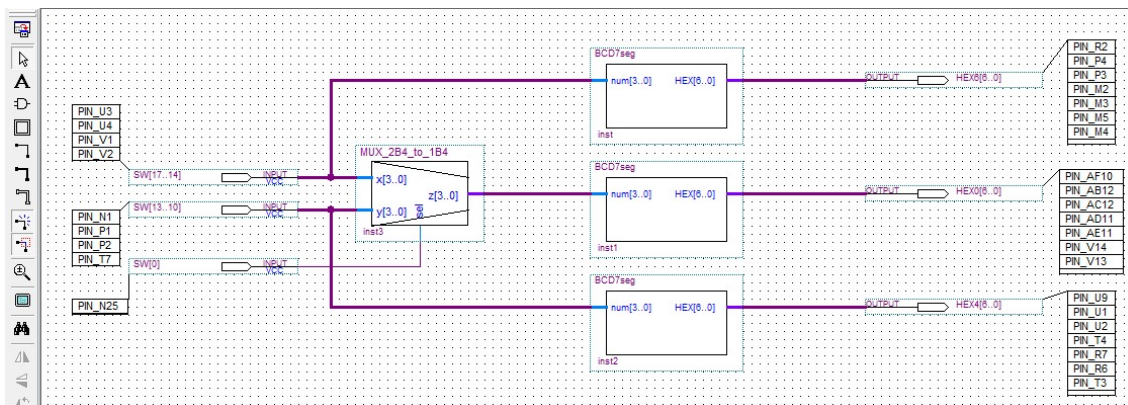 BCD7seg
num[3..0] HEX[6..0]
inst
OUTPUT HEX6[6..0]
PIN_R2
PIN_P4
PIN_P3
PIN_M2
PIN_M3
PIN_M5
PIN_M4
PIN_U3
PIN_U4
PIN_V1
PIN_V2
SW[17..14] INPUT
VCC
MUX_2B4_to_1B4
x[3..0]
y[3..0]
z[3..0]
sel
inst3
SW[13..10] INPUT
VCC
PIN_N1
PIN_P1
PIN_P2
PIN_T7
SW[0] INPUT
VCC
PIN_N25
BCD7seg
num[3..0] HEX[6..0]
inst1
OUTPUT HEX0[6..0]
PIN_AF10
PIN_AB12
PIN_AC12
PIN_AD11
PIN_AE11
PIN_V14
PIN_V13
BCD7seg
num[3..0] HEX[6..0]
inst2
OUTPUT HEX4[6..0]
PIN_U9
PIN_U1
PIN_U2
PIN_T4
PIN_R7
PIN_R6
PIN_T3